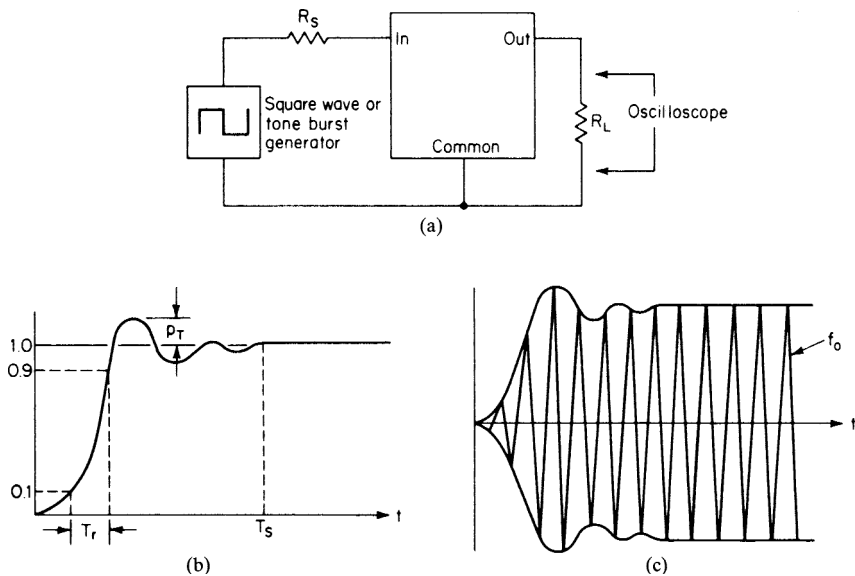 R_S
In
Out
Square wave or
tone burst
generator
Common
R_L
Oscilloscope
(a)
P_T
1.0
0.9
0.1
T_r
T_S
t
(b)
f_o
t
(c)